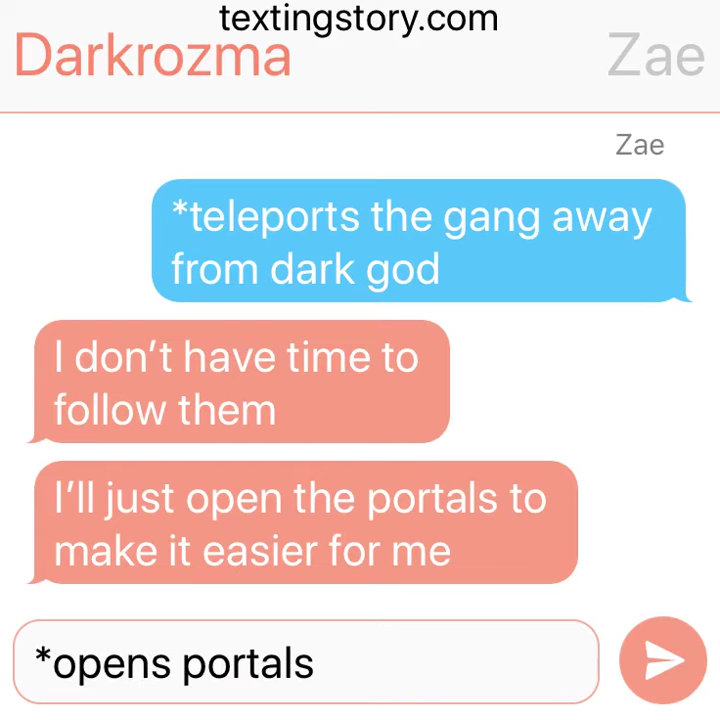 textingstory.com
Darkrozma
Zae
Zae
*teleports the gang away
from dark god
I don’t have time to
follow them
I’ll just open the portals to
make it easier for me
*opens portals